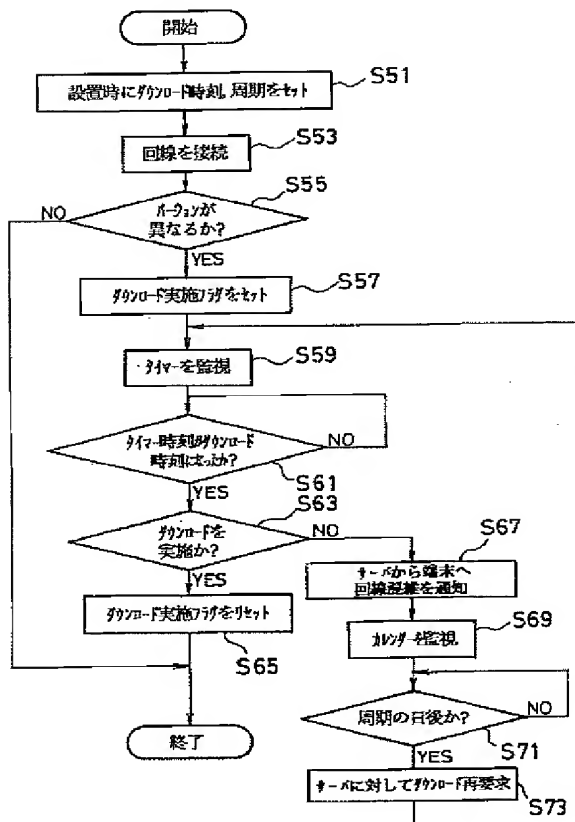 開始
設置時にダウンロード時刻,周期をセット
S51
回線を接続
S53
バージョンが
異なるか?
S55
NO
YES
ダウンロード実施フラグをセット
S57
タイマーを監視
S59
タイマー時刻がダウンロード
時刻になったか?
NO
S61
YES
S63
ダウンロードを
実施か?
NO
YES
ダウンロード実施フラグをリセット
S65
終了
S67
サーバから端末へ
回線混雑を通知
S69
カレンダーを監視
周期の日後か?
NO
S71
YES
サーバに対してダウンロード再要求
S73